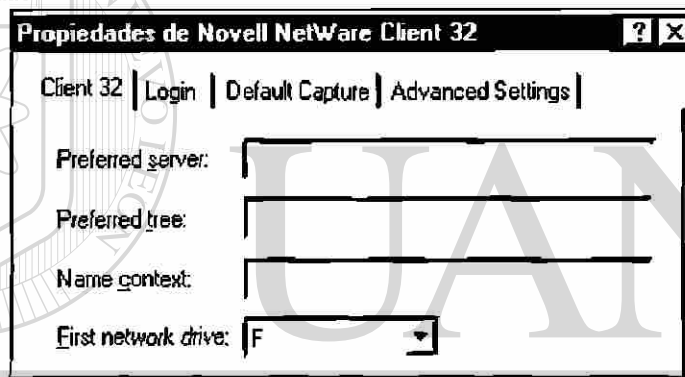 Propiedades de Novell NetWare Client 32
Client 32 Login Default Capture Advanced Settings
Preferred server:
Preferred tree:
Name context:
First network drive: F
UAN